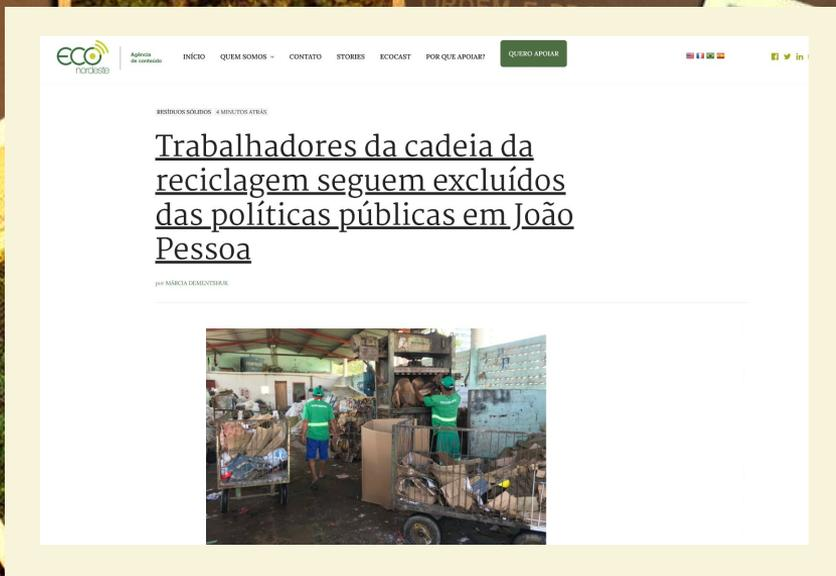 eco
nordeste
Agência
de conteúdo
INÍCIO QUEM SOMOS CONTATO STORIES ECOCAST POR QUE APOIAR? QUERO APOIAR
RESÍDUOS SÓLIDOS 4 MINUTOS ATRÁS
Trabalhadores da cadeia da
reciclagem seguem excluídos
das políticas públicas em João
Pessoa
por MÁRCIA DEMENTSHUK